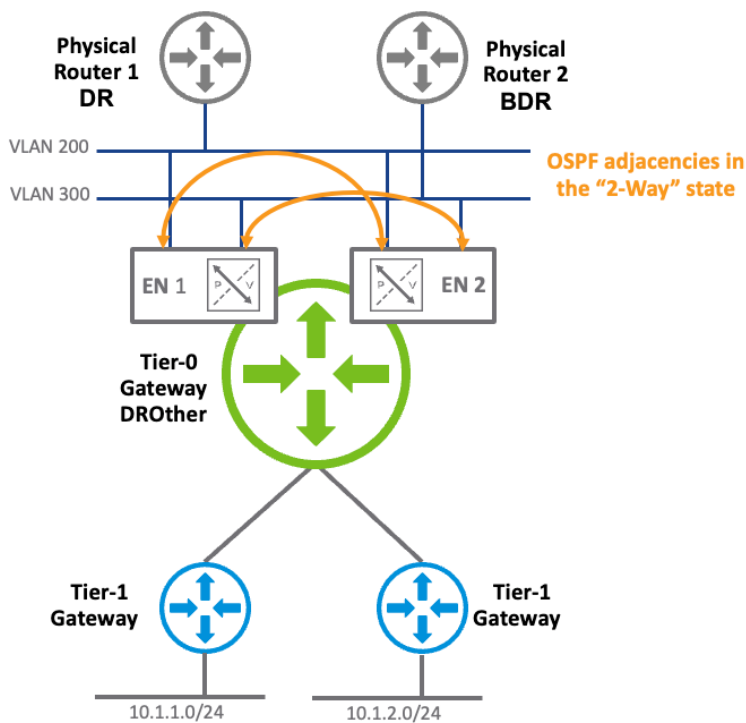 Physical
Router 1
DR
Physical
Router 2
BDR
VLAN 200
OSPF adjacencies in
the “2-Way” state
VLAN 300
EN 1
P V
P V
EN 2
Tier-0
Gateway
DROther
Tier-1
Gateway
Tier-1
Gateway
10.1.1.0/24
10.1.2.0/24